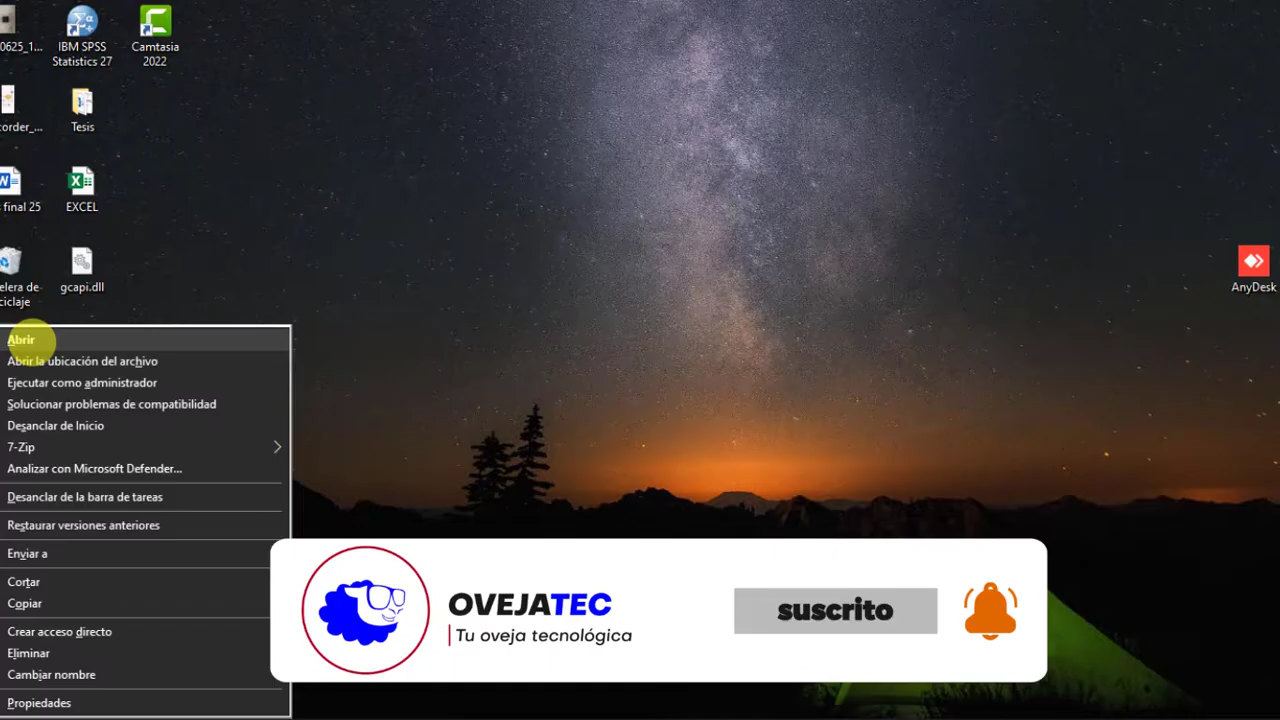 0625_1...
IBM SPSS
Statistics 27
Camtasia
2022
corder_...
Tesis
final 25
EXCEL
elera de
ciclaje
gcapi.dll
AnyDesk
Abrir
Abrir la ubicación del archivo
Ejecutar como administrador
Solucionar problemas de compatibilidad
Desanclar de Inicio
7-Zip
Analizar con Microsoft Defender...
Desanclar de la barra de tareas
Restaurar versiones anteriores
Enviar a
Cortar
Copiar
Crear acceso directo
Eliminar
Cambiar nombre
Propiedades
OVEJATEC
Tu oveja tecnológica
suscrito